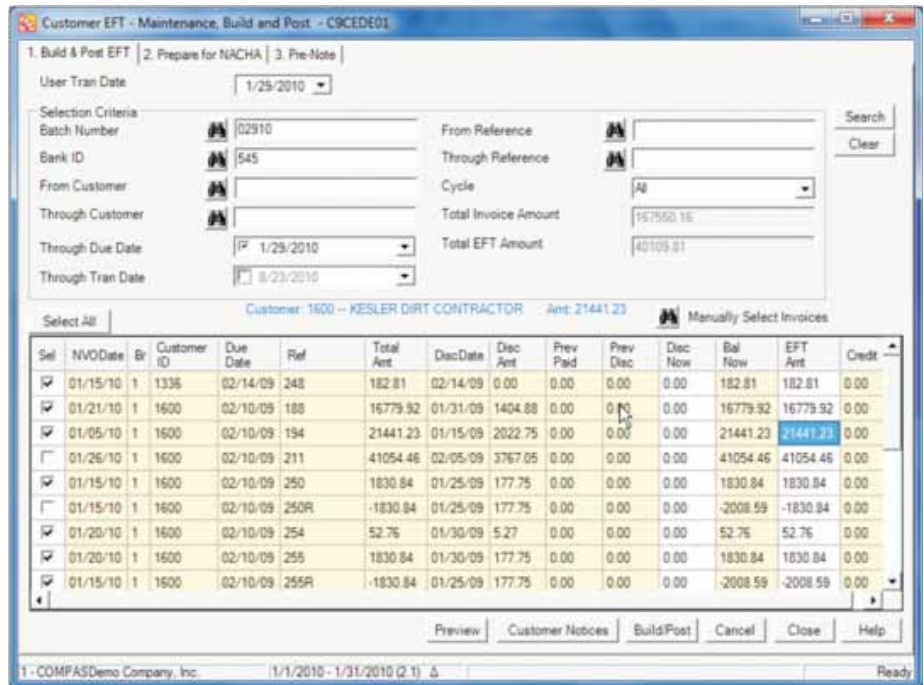 Customer EFT - Maintenance, Build and Post - C9CEDE01
1. Build & Post EFT 2. Prepare for NACHA 3. Pre-Note
User Tran Date 1/29/2010
Selection Criteria
Search
Batch Number 02910 From Reference
Clear
Bank ID 545 Through Reference
From Customer Cycle All
Through Customer Total Invoice Amount 167550.16
Through Due Date 1/29/2010 Total EFT Amount 40109.81
Through Tran Date 8/23/2010
Select All Customer: 1600 -- KESLER DIRT CONTRACTOR Amt: 21441.23 Manually Select Invoices
Sel NVODate Br Customer ID Due Date Ref Total Amt DiscDate Disc Amt Prev Paid Prev Disc Disc Now Bal Now EFT Amt Credit
01/15/10 1 1336 02/14/09 248 182.81 02/14/09 0.00 0.00 0.00 0.00 182.81 182.81 0.00
01/21/10 1 1600 02/10/09 188 16779.92 01/31/09 1404.88 0.00 0.00 0.00 16779.92 16779.92 0.00
01/05/10 1 1600 02/10/09 194 21441.23 01/15/09 2022.75 0.00 0.00 0.00 21441.23 21441.23 0.00
01/26/10 1 1600 02/10/09 211 41054.46 02/05/09 3767.05 0.00 0.00 0.00 41054.46 41054.46 0.00
01/15/10 1 1600 02/10/09 250 1830.84 01/25/09 177.75 0.00 0.00 0.00 1830.84 1830.84 0.00
01/15/10 1 1600 02/10/09 250R -1830.84 01/25/09 177.75 0.00 0.00 0.00 -2008.59 -1830.84 0.00
01/20/10 1 1600 02/10/09 254 52.76 01/30/09 5.27 0.00 0.00 0.00 52.76 52.76 0.00
01/20/10 1 1600 02/10/09 255 1830.84 01/30/09 177.75 0.00 0.00 0.00 1830.84 1830.84 0.00
01/15/10 1 1600 02/10/09 255R -1830.84 01/25/09 177.75 0.00 0.00 0.00 -2008.59 -2008.59 0.00
Preview Customer Notices Build/Post Cancel Close Help
1 - COMPASDemo Company, Inc. 1/1/2010 - 1/31/2010 (2.1) Δ Ready